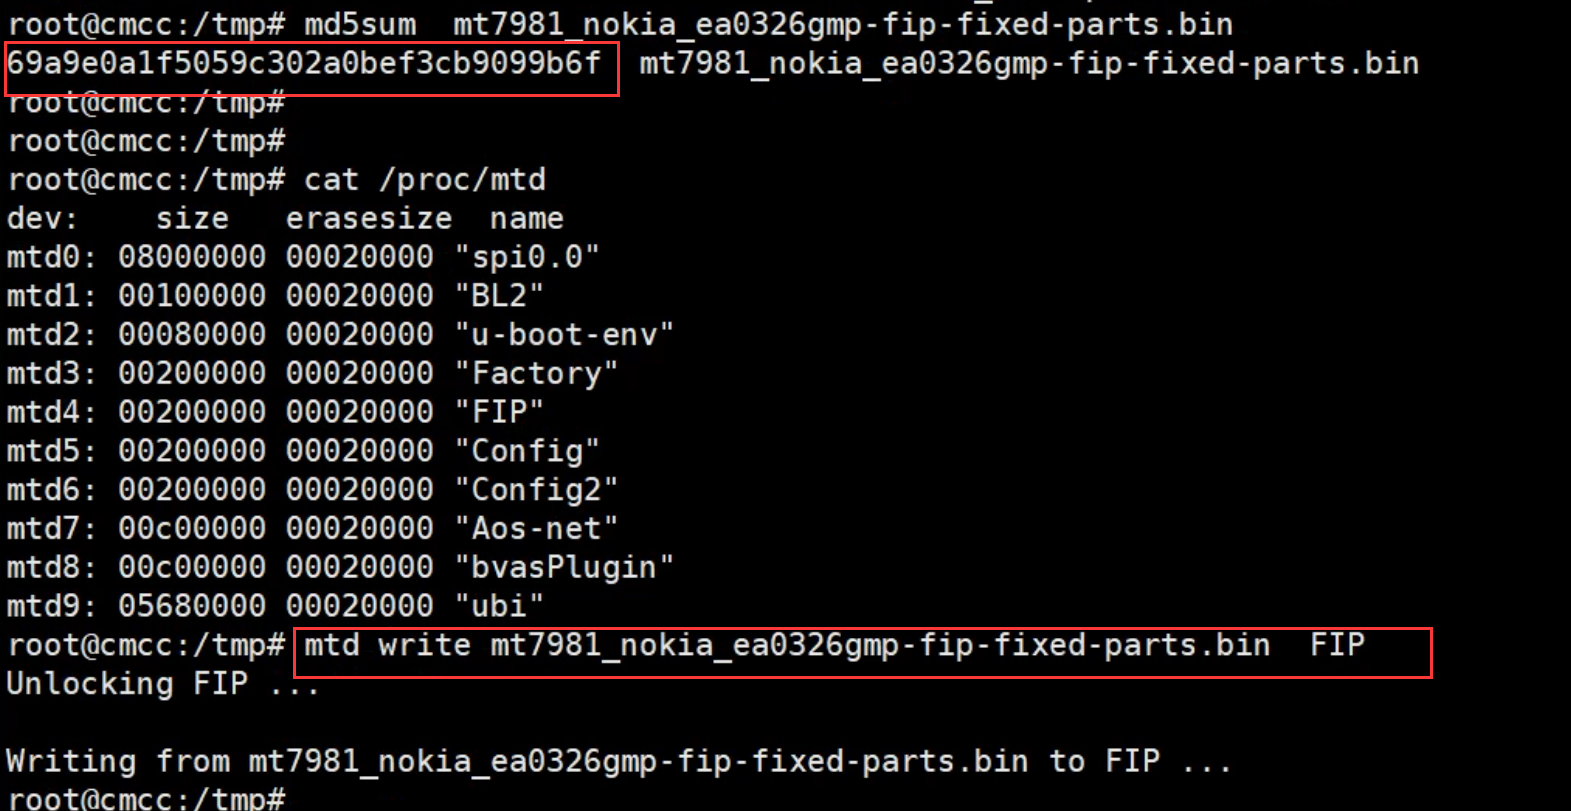 root@cmcc:/tmp# md5sum  mt7981_nokia_ea0326gmp-fip-fixed-parts.bin
69a9e0a1f5059c302a0bef3cb9099b6f  mt7981_nokia_ea0326gmp-fip-fixed-parts.bin
root@cmcc:/tmp#
root@cmcc:/tmp#
root@cmcc:/tmp# cat /proc/mtd
dev:    size   erasesize  name
mtd0: 08000000 00020000 "spi0.0"
mtd1: 00100000 00020000 "BL2"
mtd2: 00080000 00020000 "u-boot-env"
mtd3: 00200000 00020000 "Factory"
mtd4: 00200000 00020000 "FIP"
mtd5: 00200000 00020000 "Config"
mtd6: 00200000 00020000 "Config2"
mtd7: 00c00000 00020000 "Aos-net"
mtd8: 00c00000 00020000 "bvasPlugin"
mtd9: 05680000 00020000 "ubi"
root@cmcc:/tmp# mtd write mt7981_nokia_ea0326gmp-fip-fixed-parts.bin  FIP
Unlocking FIP ...
Writing from mt7981_nokia_ea0326gmp-fip-fixed-parts.bin to FIP ...
root@cmcc:/tmp#